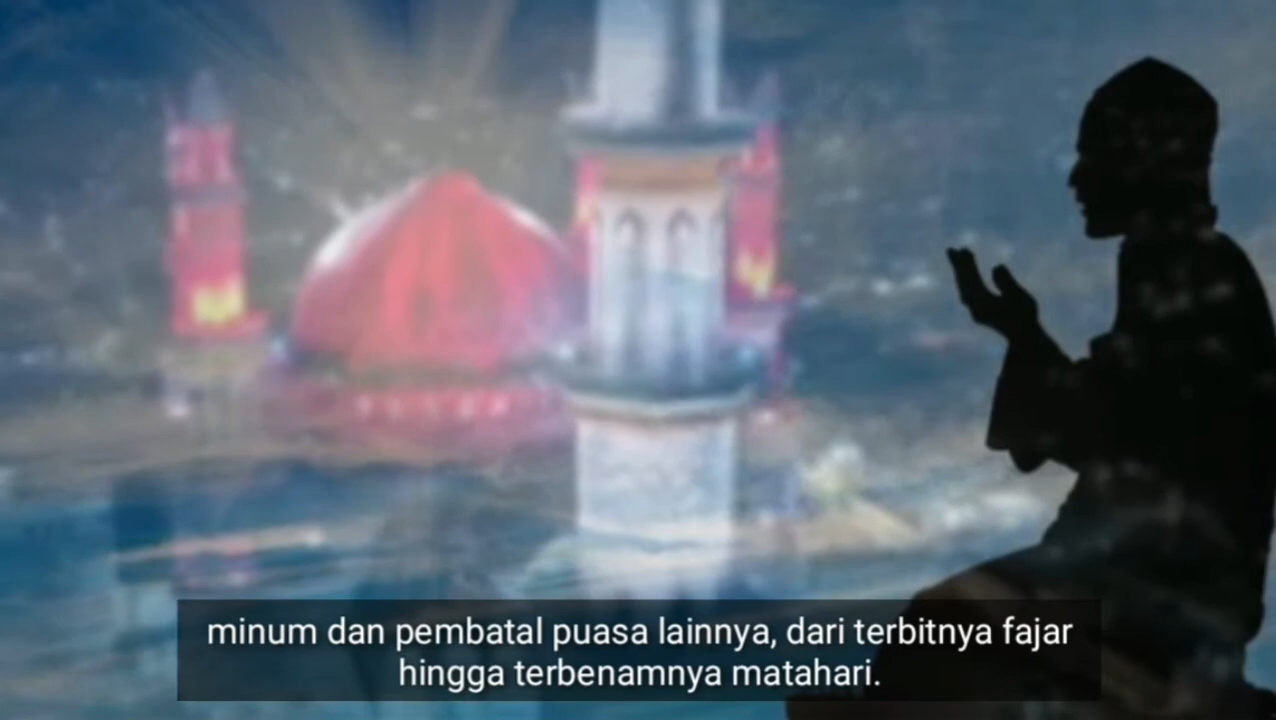 minum dan pembatal puasa lainnya, dari terbitnya fajar
hingga terbenamnya matahari.